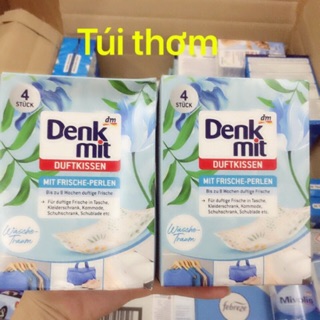 Túi thơm
4
STÜCK
dm
Denk
mit
DUFTKISSEN
MIT FRISCHE-PERLEN
Bis zu 8 Wochen duftige Frische
• Für duftige Frische in Tasche,
Kleiderschrank, Kommode,
Schuhschrank, Schublade etc.
Wäsche-
traum
4
STÜCK
dm
Denk
mit
DUFTKISSEN
MIT FRISCHE-PERLEN
Bis zu 8 Wochen duftige Frische
• Für duftige Frische in Tasche,
Kleiderschrank, Kommode,
Schuhschrank, Schublade etc.
Wäsche-
traum
febreze
Mivolis